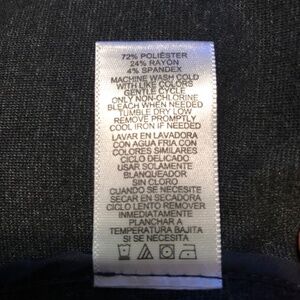 72% POLIÉSTER
24% RAYÓN
4% SPANDEX
MACHINE WASH COLD
WITH LIKE COLORS
GENTLE CYCLE
ONLY NON-CHLORINE
BLEACH WHEN NEEDED
TUMBLE DRY LOW
REMOVE PROMPTLY
COOL IRON IF NEEDED
LAVAR EN LAVADORA
CON AGUA FRIA CON
COLORES SIMILARES
CICLO DELICADO
USAR SOLAMENTE
BLANQUEADOR
SIN CLORO
CUANDO SE NECESITE
SECAR EN SECADORA
CICLO LENTO REMOVER
INMEDIATAMENTE
PLANCHAR A
TEMPERATURA BAJITA
SI SE NECESITA